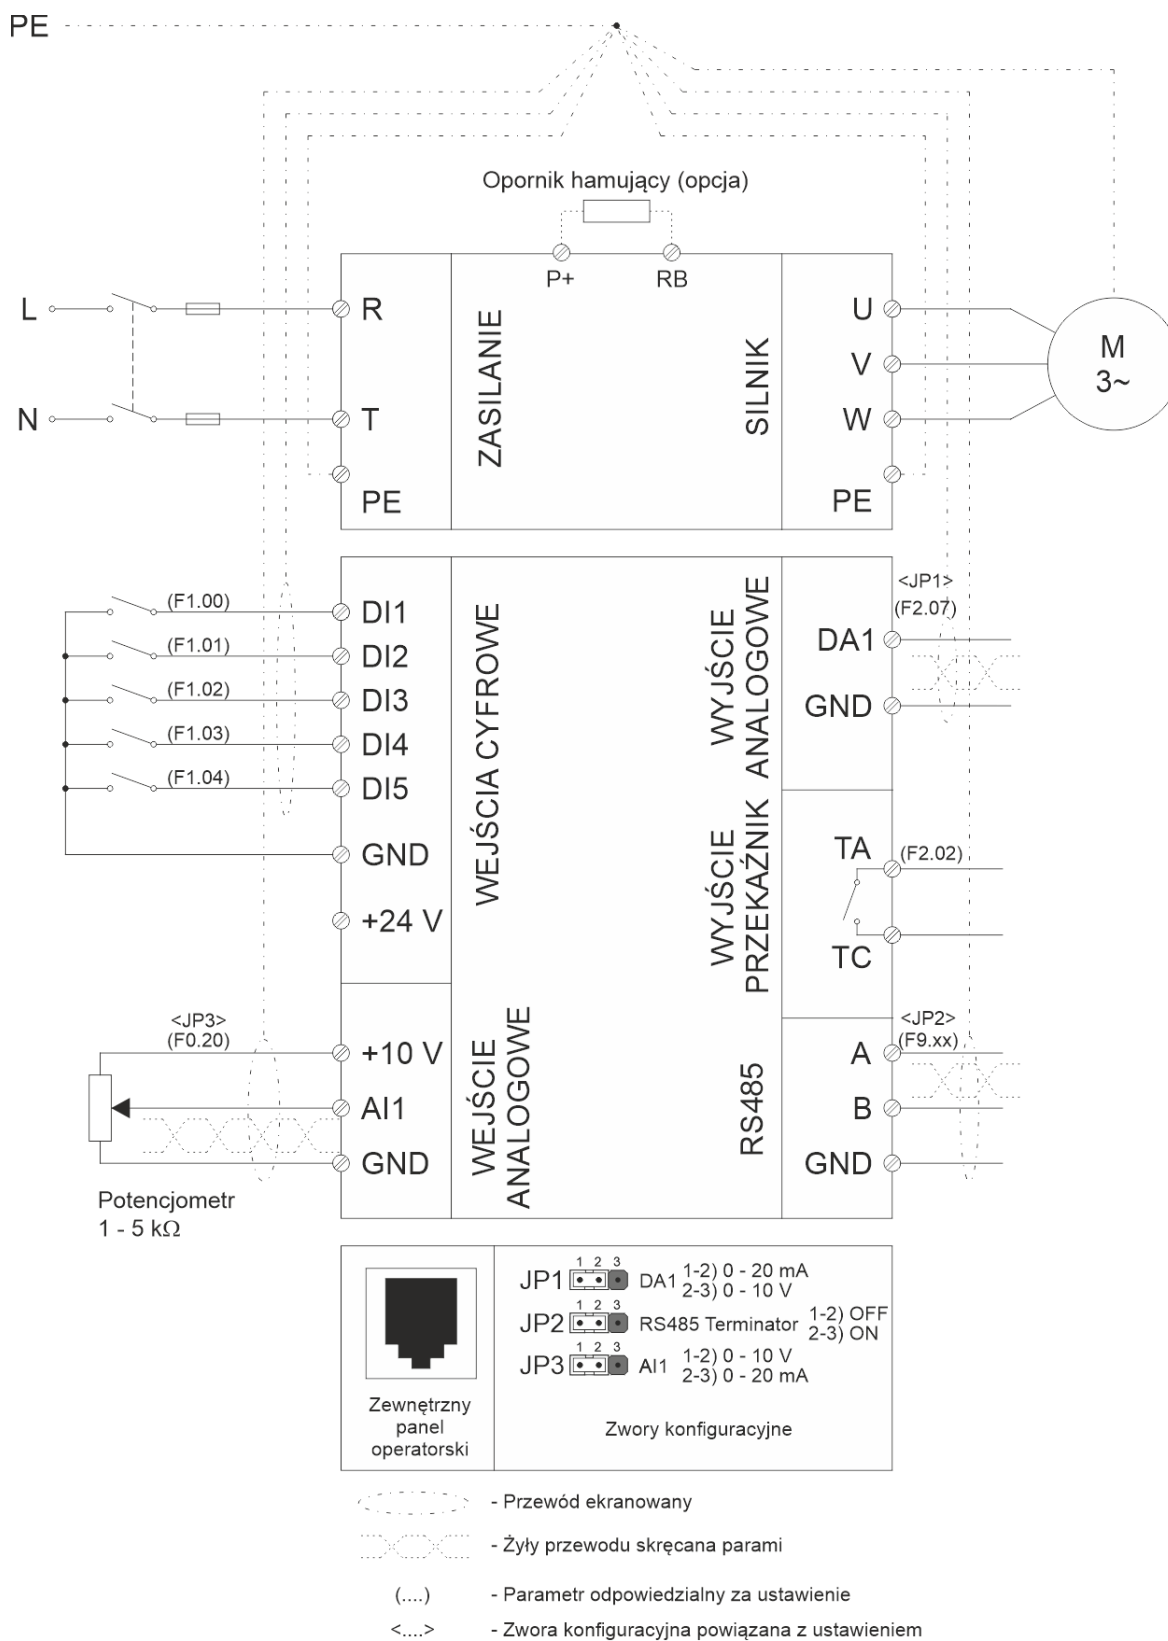 PE
Opornik hamujący (opcja)
P+ RB
L R U
M
3~
V
N T W
PE PE
ZASILANIE
SILNIK
(F1.00) DI1
(F1.01) DI2
(F1.02) DI3
(F1.03) DI4
(F1.04) DI5
GND
+24 V
WEJŚCIA CYFROWE
WYJŚCIE
ANALOGOWE
<JP1>
(F2.07)
DA1
GND
WYJŚCIE
PRZEKAŹNIK
TA (F2.02)
TC
<JP3>
(F0.20)
+10 V
AI1
GND
WEJŚCIE
ANALOGOWE
Potencjometr
1 - 5 kΩ
RS485
<JP2>
(F9.xx)
A
B
GND
Zewnętrzny
panel
operatorski
1 2 3
JP1 DA1 1-2) 0 - 20 mA
2-3) 0 - 10 V
1 2 3
JP2 RS485 Terminator 1-2) OFF
2-3) ON
1 2 3
JP3 AI1 1-2) 0 - 10 V
2-3) 0 - 20 mA
Zwory konfiguracyjne
- Przewód ekranowany
- Żyły przewodu skręcana parami
(....) - Parametr odpowiedzialny za ustawienie
<....> - Zwora konfiguracyjna powiązana z ustawieniem